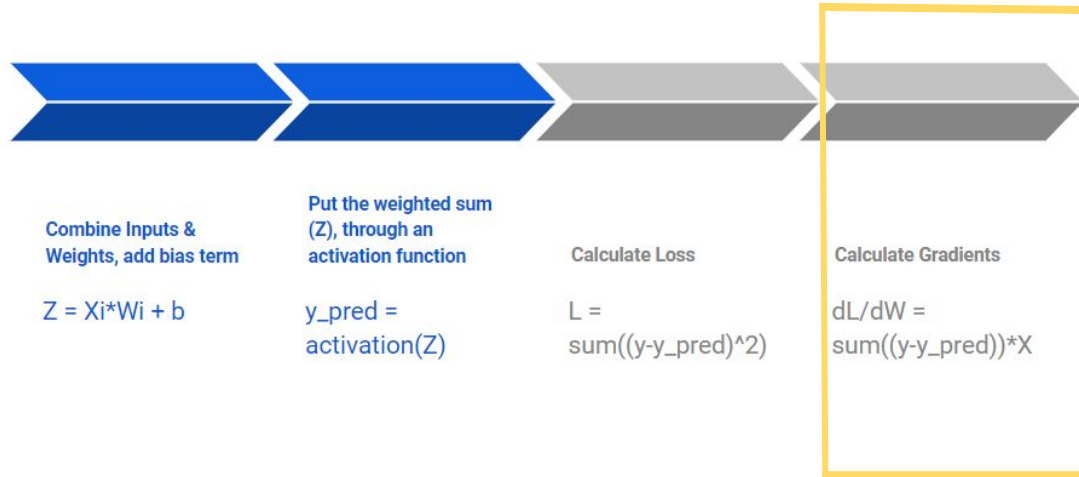 Combine Inputs &
Weights, add bias term
Z = Xi*Wi + b
Put the weighted sum
(Z), through an
activation function
y_pred =
activation(Z)
Calculate Loss
L =
sum((y-y_pred)^2)
Calculate Gradients
dL/dW =
sum((y-y_pred))*X